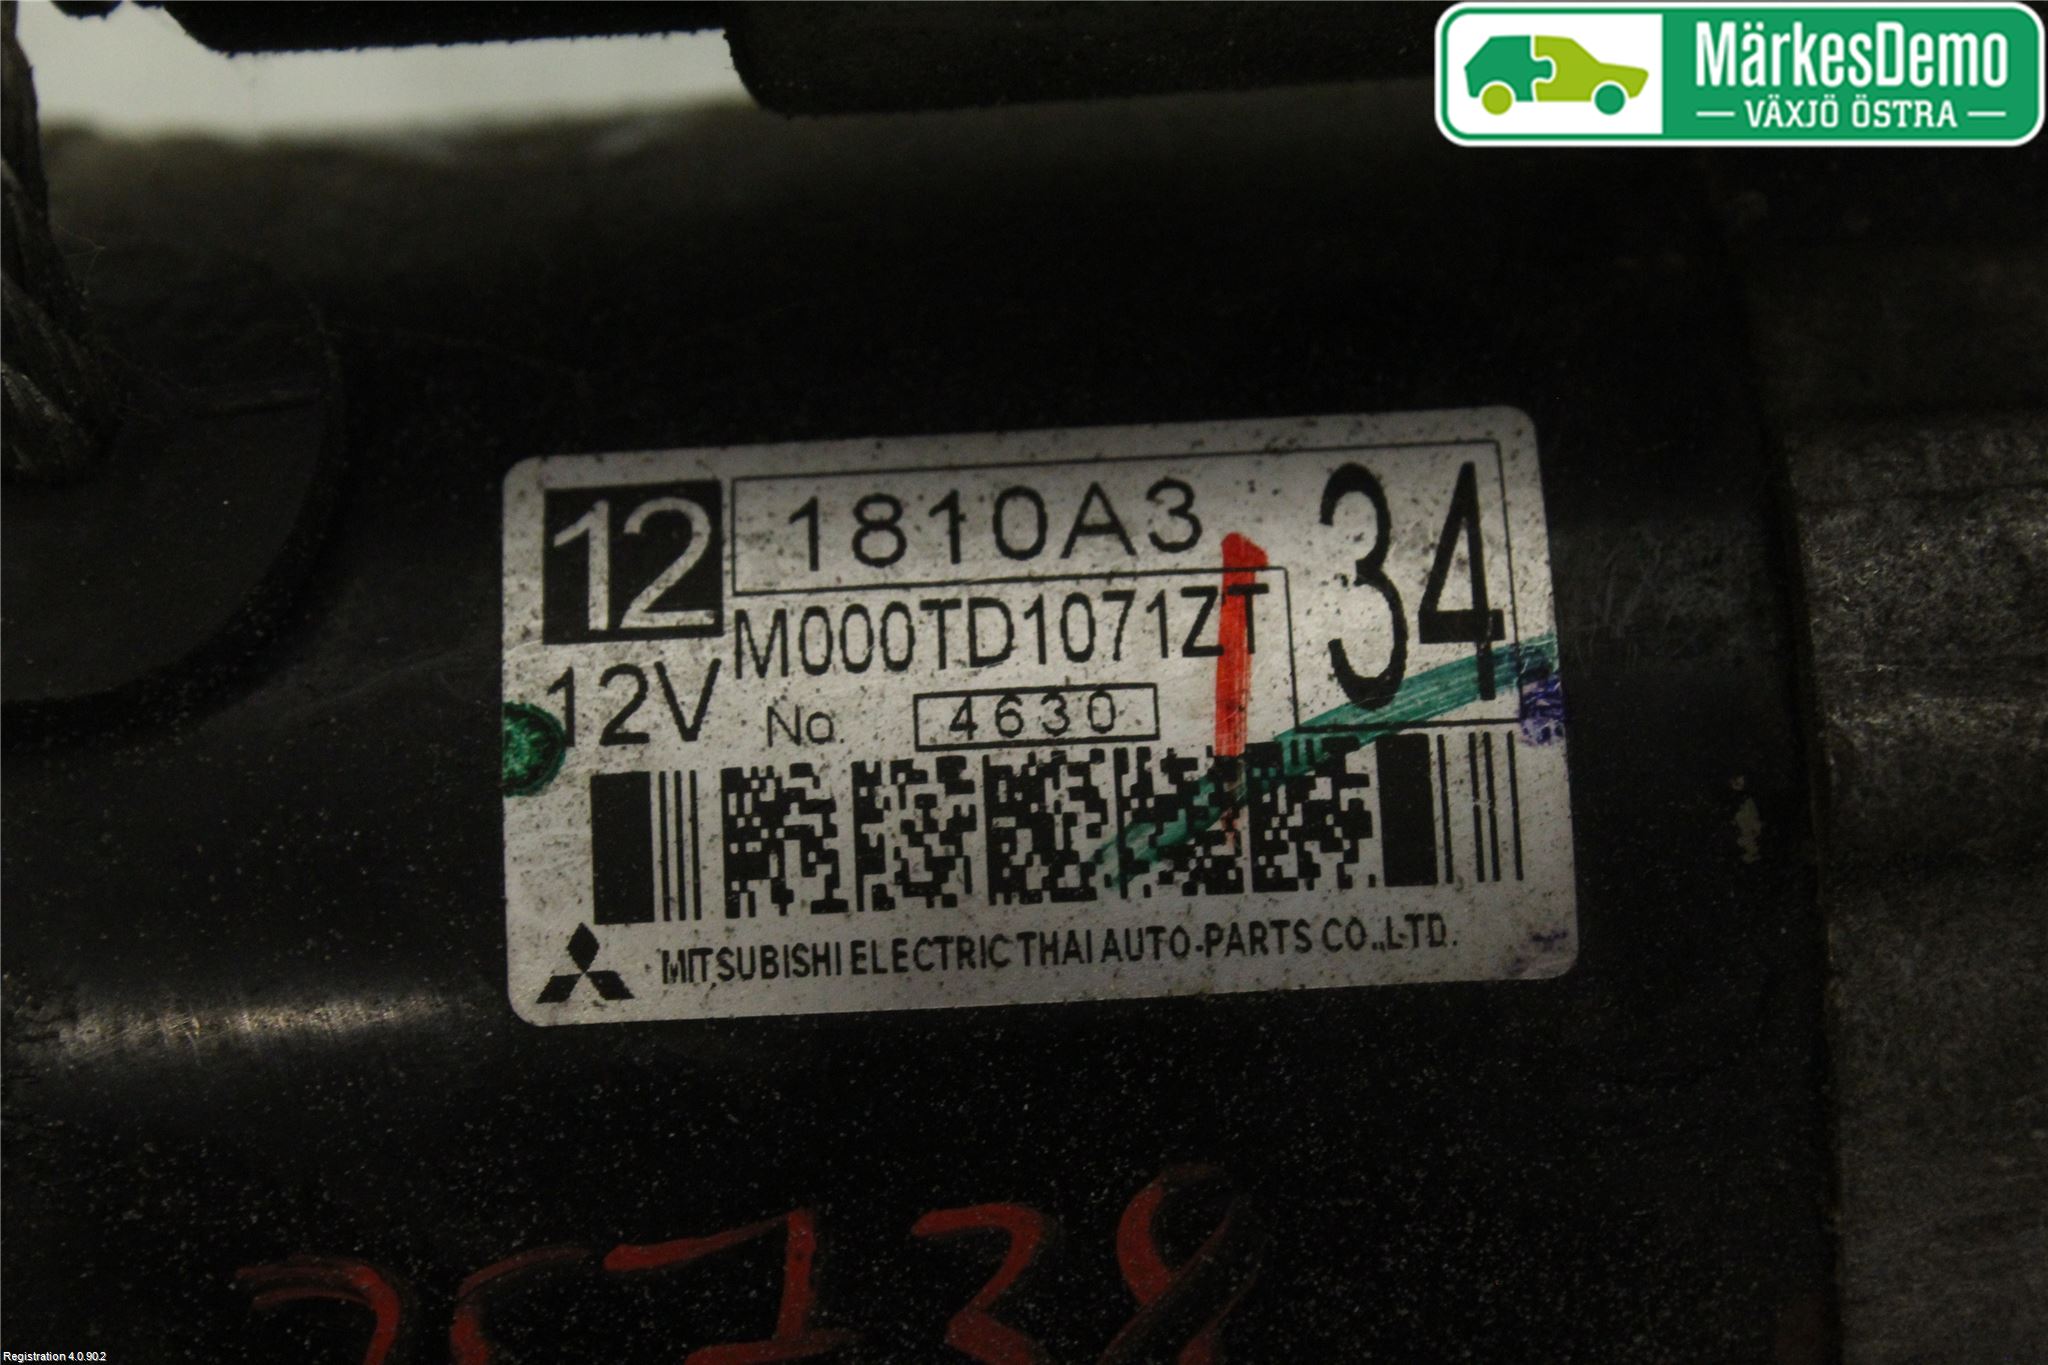 MärkesDemo
VÄXJÖ ÖSTRA
12 1810A3 34
M000TD1071ZT
12V No. 4630
MITSUBISHI ELECTRIC THAI AUTO-PARTS CO.,LTD.
Registration 4.0.90.2